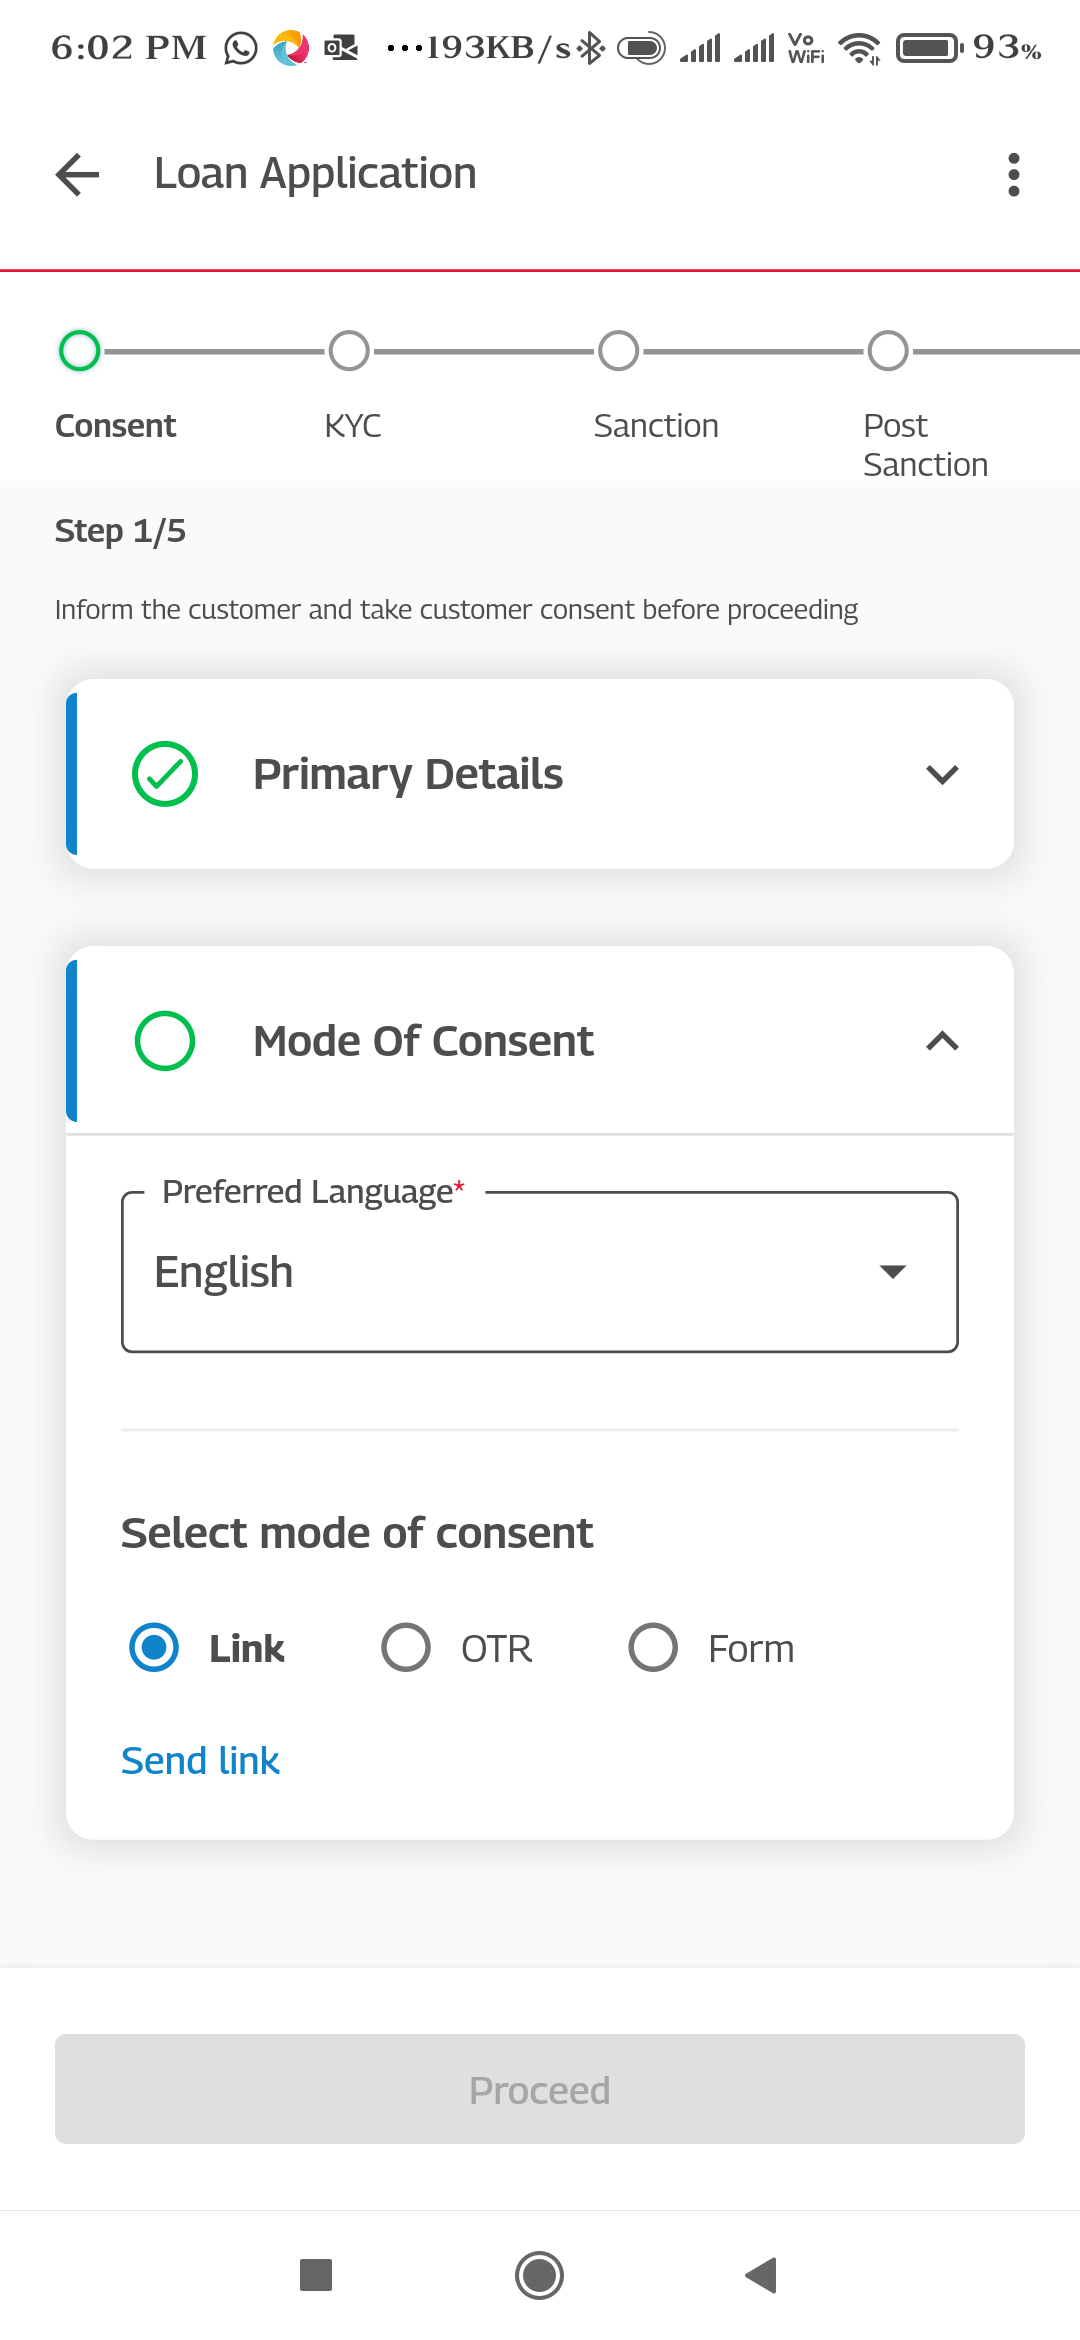 6:02 PM ...193KB/s Vo WiFi 93%
Loan Application
Consent KYC Sanction Post Sanction
Step 1/5
Inform the customer and take customer consent before proceeding
Primary Details
Mode Of Consent
Preferred Language*
English
Select mode of consent
Link OTR Form
Send link
Proceed